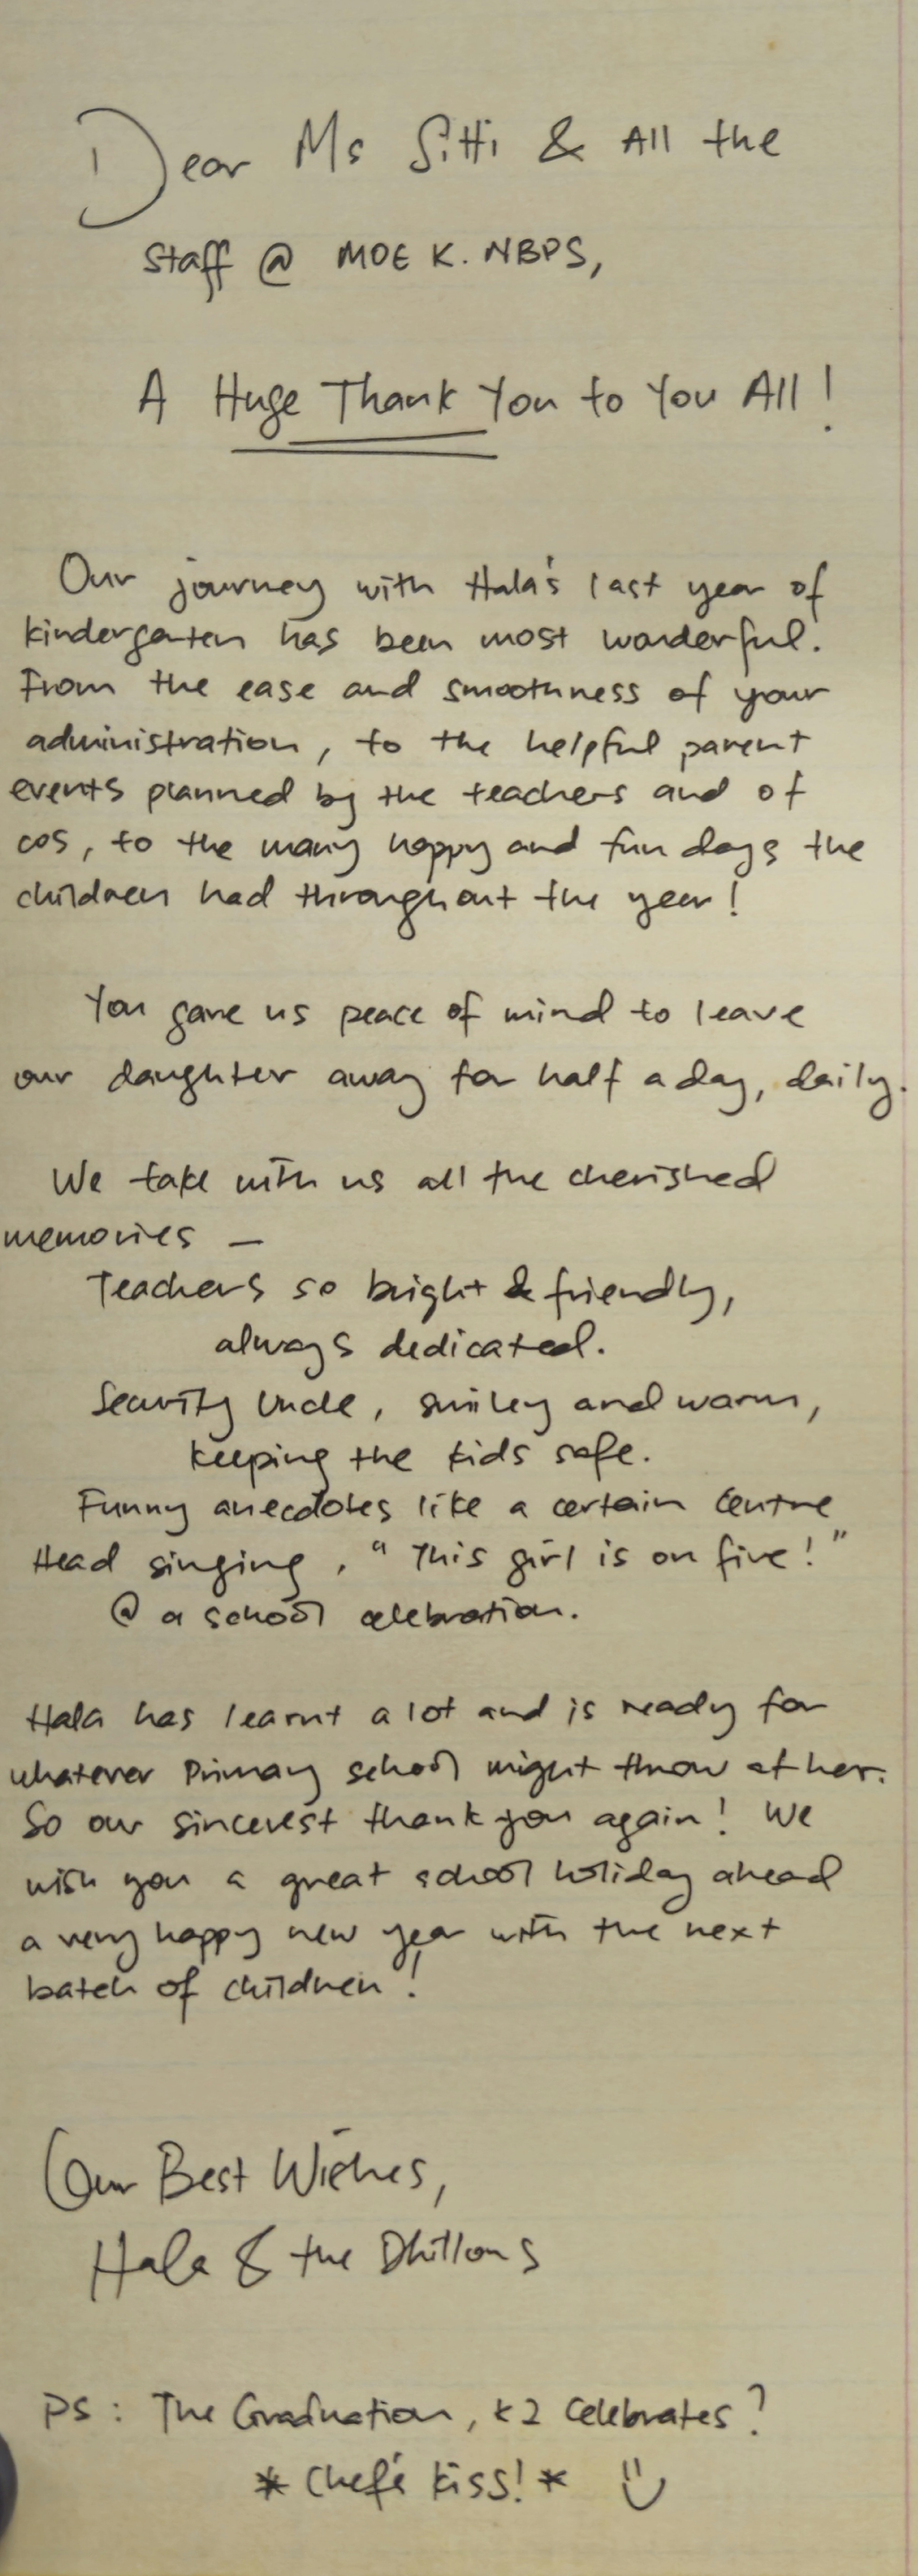 Dear Ms Sitti & All the
Staff @ MOE K. NBPS,
A Huge Thank You to You All!
Our journey with Hala's last year of
kindergarten has been most wonderful.
From the ease and smoothness of your
administration, to the helpful parent
events planned by the teachers and of
cos, to the many happy and fun days the
children had throughout the year!
You gave us peace of mind to leave
our daughter away for half a day, daily.
We take with us all the cherished
memories —
Teachers so bright & friendly,
always dedicated.
Security Uncle, smiley and warm,
keeping the kids safe.
Funny anecdotes like a certain Centre
Head singing, "This girl is on fire!"
@ a school celebration.
Hala has learnt a lot and is ready for
whatever Primary school might throw at her.
So our sincerest thank you again! We
wish you a great school holiday ahead
a very happy new year with the next
batch of children!
Our Best Wishes,
Hala & the Dhillons
PS: The Graduation, K2 Celebrates?
* Chef's kiss! *